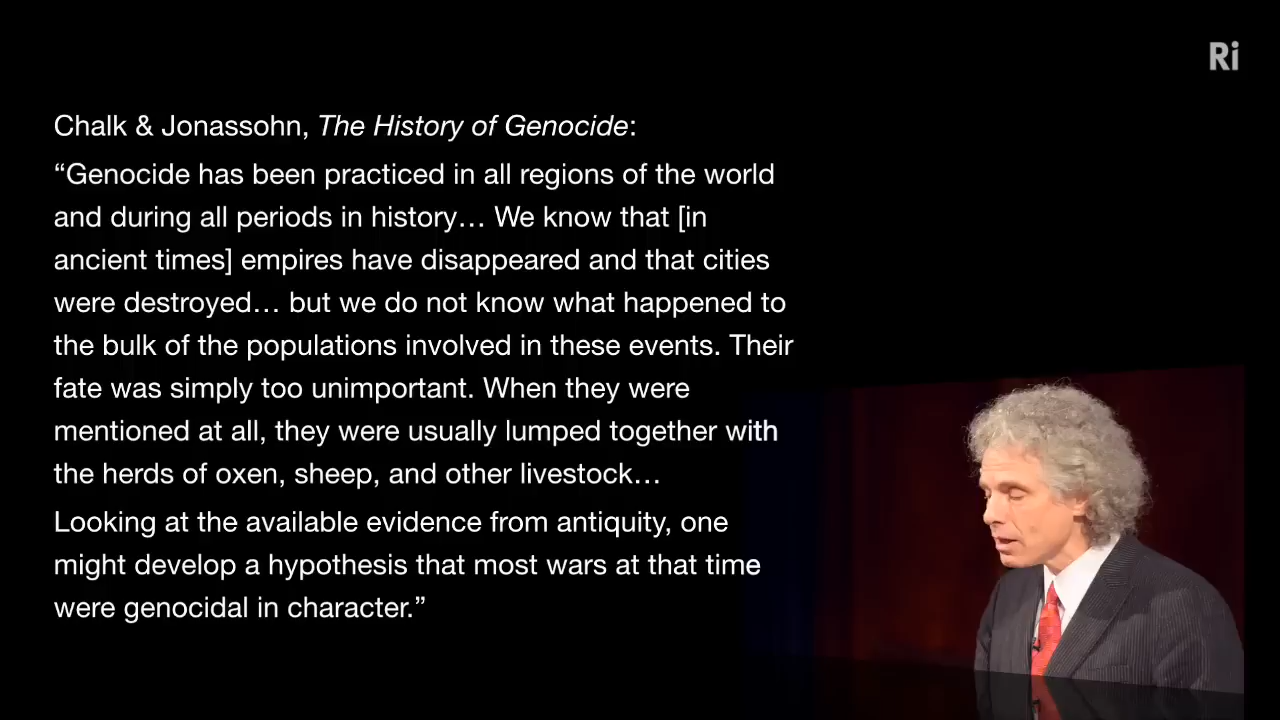 Ri
Chalk & Jonassohn, The History of Genocide:
“Genocide has been practiced in all regions of the world
and during all periods in history… We know that [in
ancient times] empires have disappeared and that cities
were destroyed… but we do not know what happened to
the bulk of the populations involved in these events. Their
fate was simply too unimportant. When they were
mentioned at all, they were usually lumped together with
the herds of oxen, sheep, and other livestock…
Looking at the available evidence from antiquity, one
might develop a hypothesis that most wars at that time
were genocidal in character.”